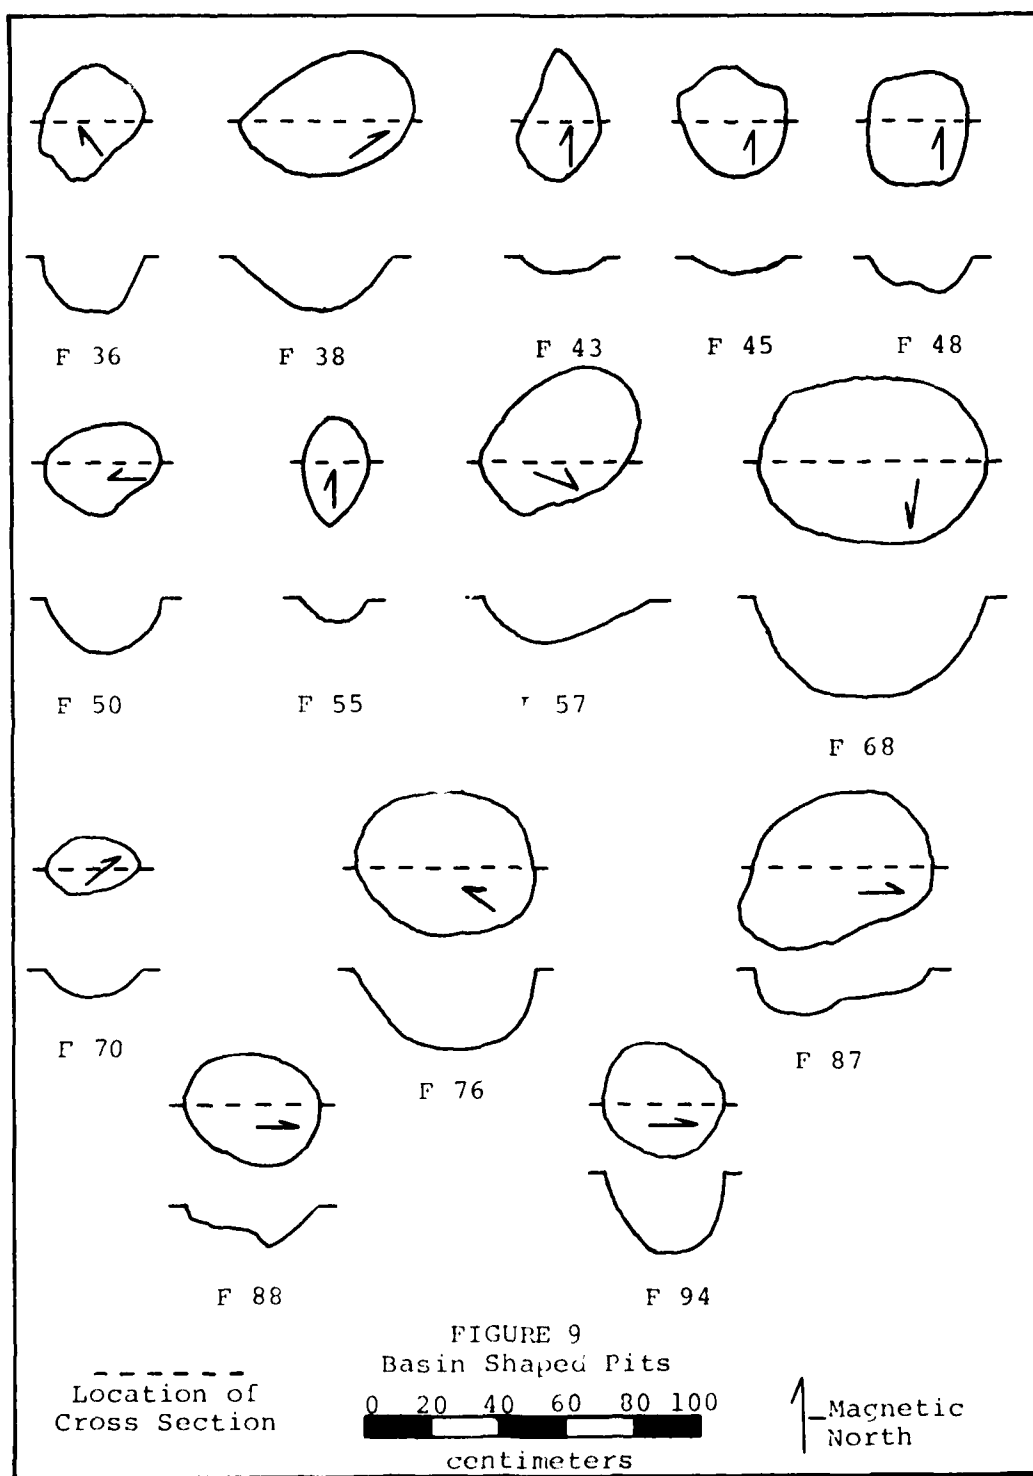 F 36 F 38 F 43 F 45 F 48
F 50 F 55 57 F 68
70 F 76 F 87
F 88 F 94
FIGURE 9
Basin Shaped Pits
Location of
Cross Section
0 20 40 60 80 100
centimeters
Magnetic
North